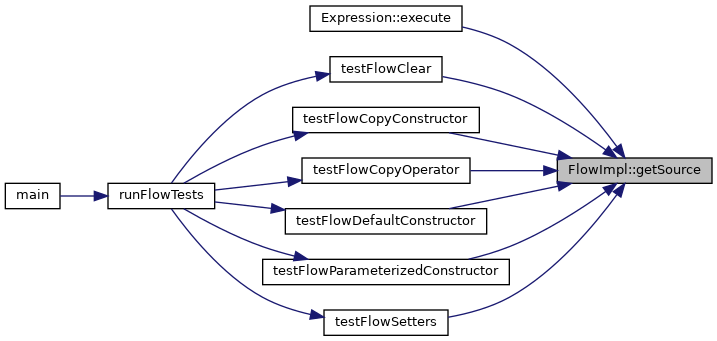 Expression::execute
testFlowClear
testFlowCopyConstructor
testFlowCopyOperator
FlowImpl::getSource
main
runFlowTests
testFlowDefaultConstructor
testFlowParameterizedConstructor
testFlowSetters